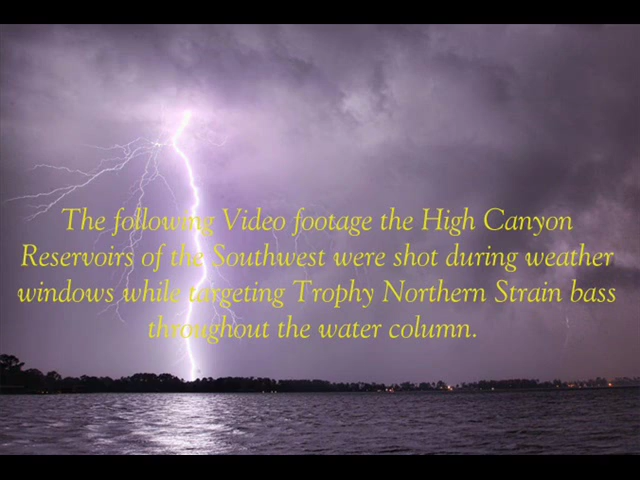 The following Video footage the High Canyon
Reservoirs of the Southwest were shot during weather
windows while targeting Trophy Northern Strain bass
throughout the water column.